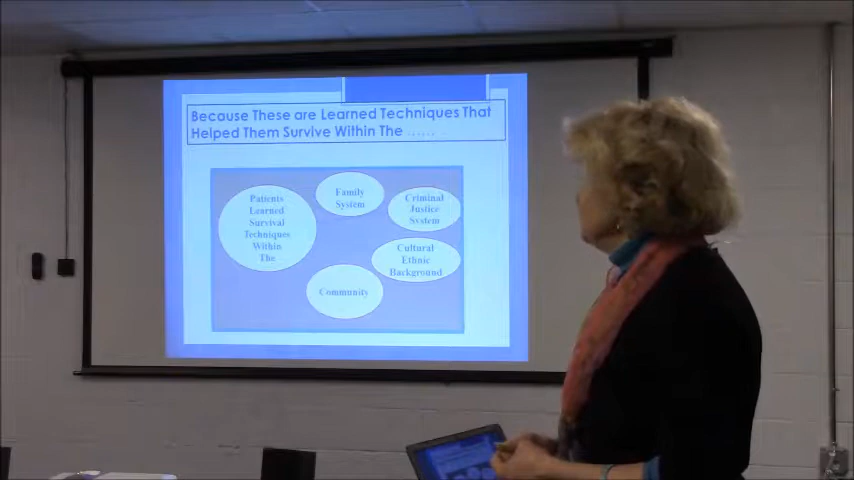 Because These are Learned Techniques That
Helped Them Survive Within The ......
Patients
Learned
Survival
Techniques
Within
The
Family
System
Criminal
Justice
System
Cultural
Ethnic
Background
Community